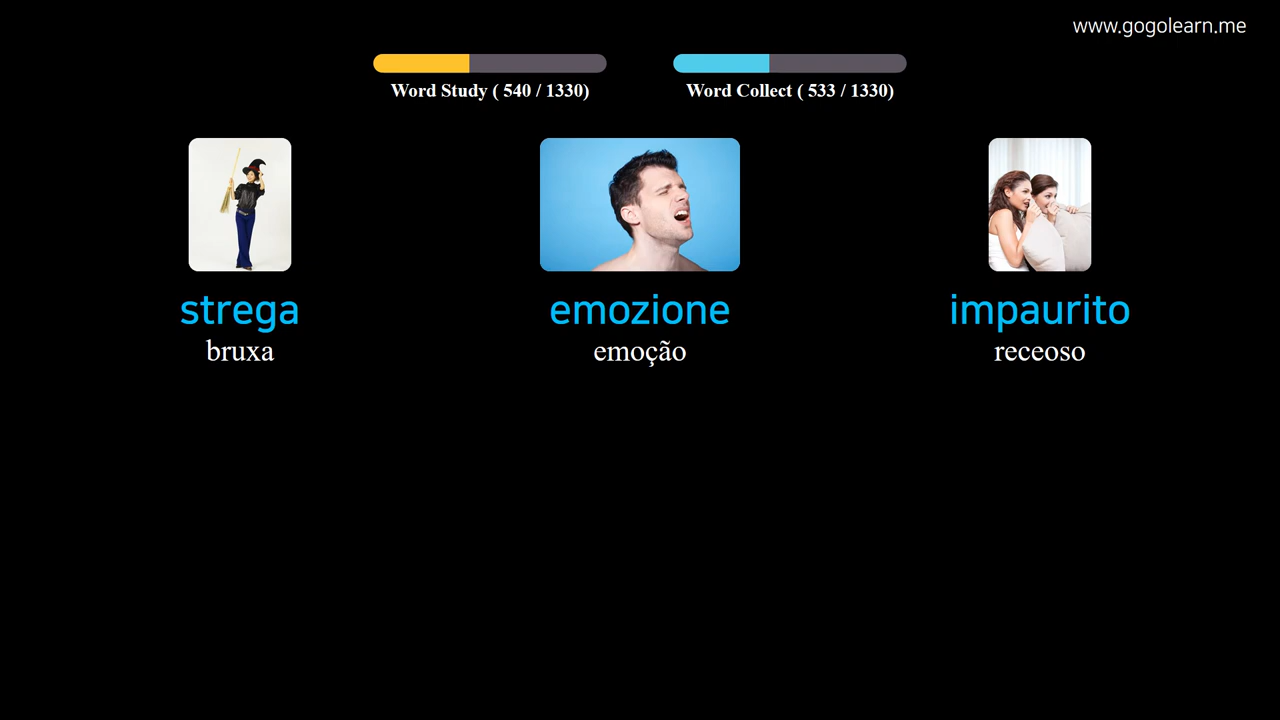 www.gogolearn.me
Word Study ( 540 / 1330)
Word Collect ( 533 / 1330)
strega
emozione
impaurito
bruxa
emoção
receoso